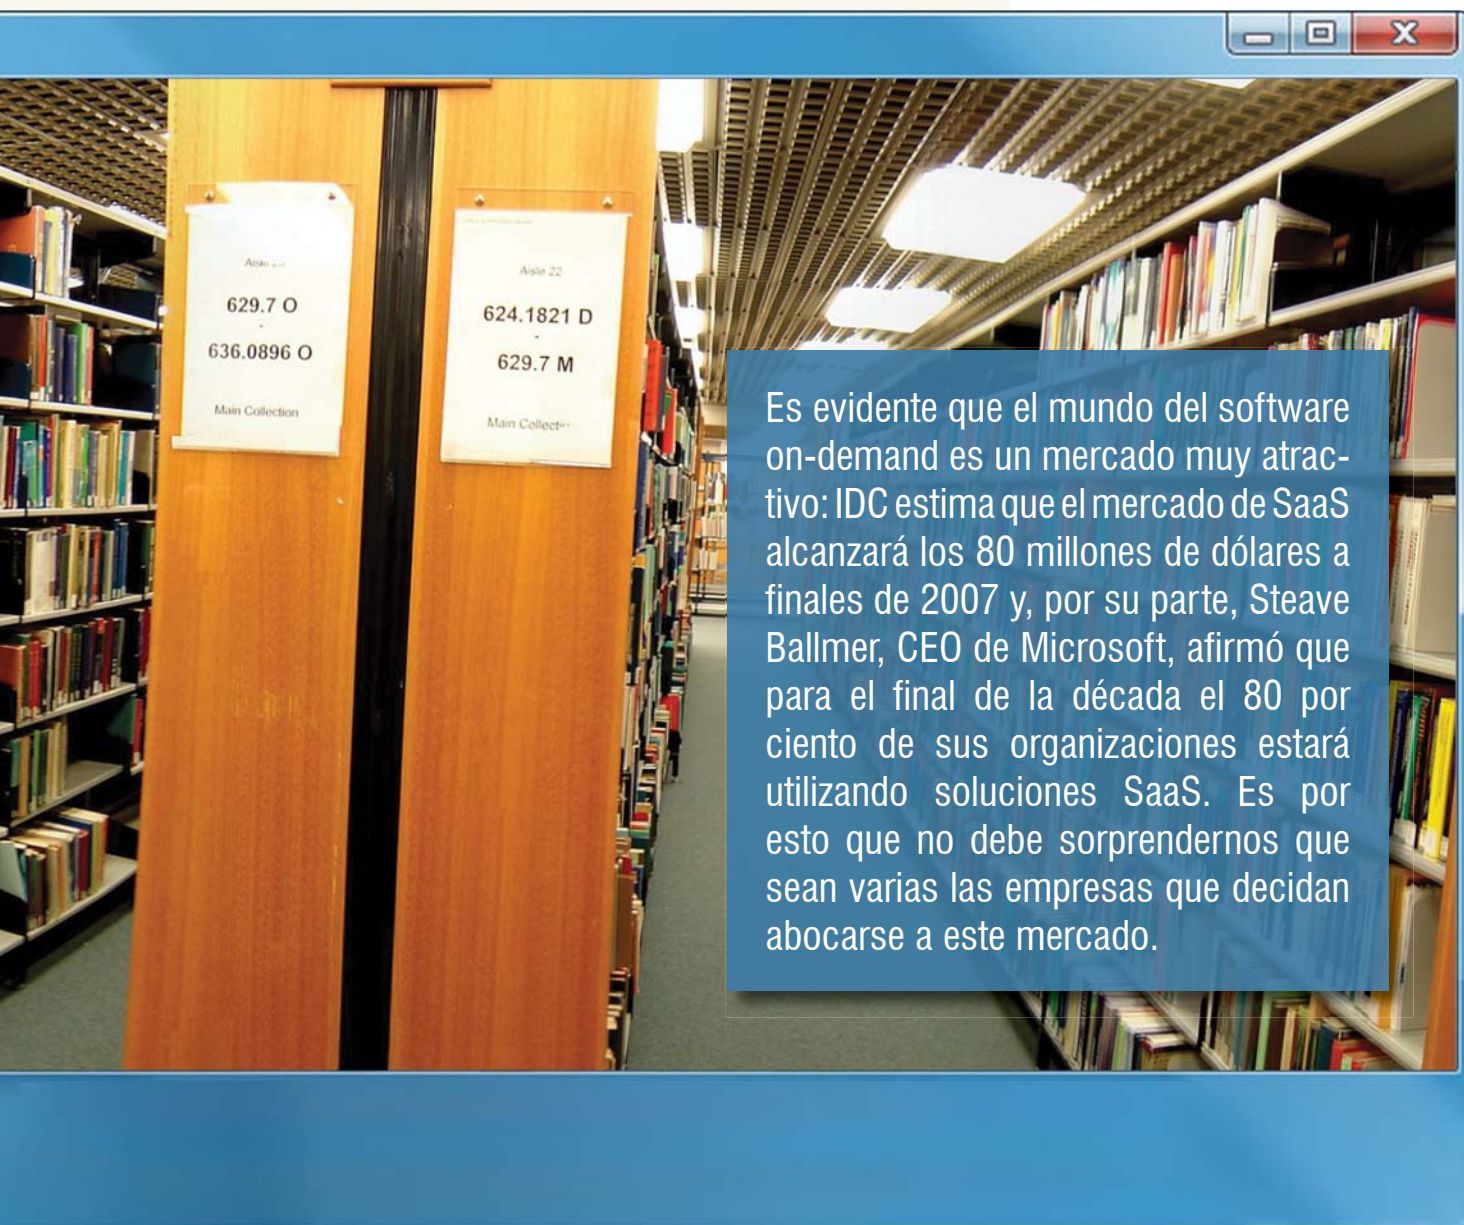 Aisle
629.7 O
-
636.0896 O
Main Collection
Aisle 22
624.1821 D
-
629.7 M
Main
Es evidente que el mundo del software
on-demand es un mercado muy atrac-
tivo: IDC estima que el mercado de SaaS
alcanzará los 80 millones de dólares a
finales de 2007 y, por su parte, Steave
Ballmer, CEO de Microsoft, afirmó que
para el final de la década el 80 por
ciento de sus organizaciones estará
utilizando soluciones SaaS. Es por
esto que no debe sorprendernos que
sean varias las empresas que decidan
abocarse a este mercado.